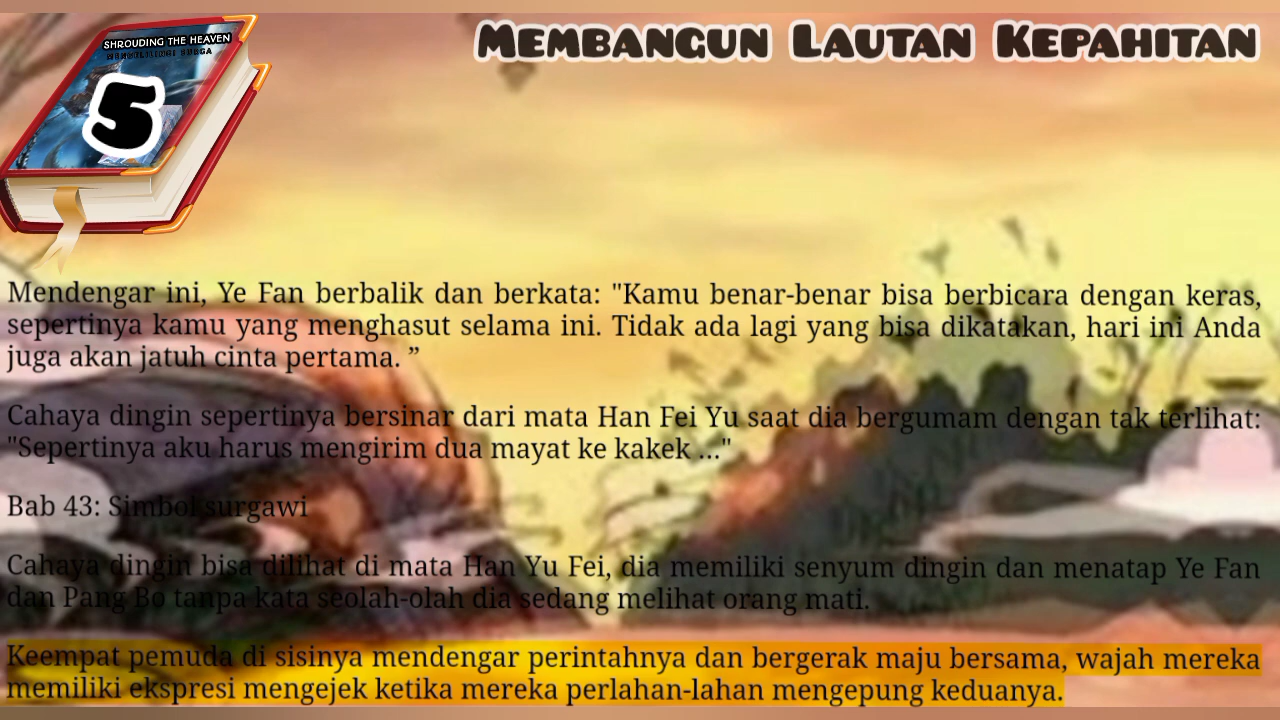 SHROUDING THE HEAVEN
MENSELIMUTI SURGA
5
Membangun Lautan Kepahitan
Mendengar ini, Ye Fan berbalik dan berkata: "Kamu benar-benar bisa berbicara dengan keras,
sepertinya kamu yang menghasut selama ini. Tidak ada lagi yang bisa dikatakan, hari ini Anda
juga akan jatuh cinta pertama. ”
Cahaya dingin sepertinya bersinar dari mata Han Fei Yu saat dia bergumam dengan tak terlihat:
"Sepertinya aku harus mengirim dua mayat ke kakek ..."
Bab 43: Simbol surgawi
Cahaya dingin bisa dilihat di mata Han Yu Fei, dia memiliki senyum dingin dan menatap Ye Fan
dan Pang Bo tanpa kata seolah-olah dia sedang melihat orang mati.
Keempat pemuda di sisinya mendengar perintahnya dan bergerak maju bersama, wajah mereka
memiliki ekspresi mengejek ketika mereka perlahan-lahan mengepung keduanya.